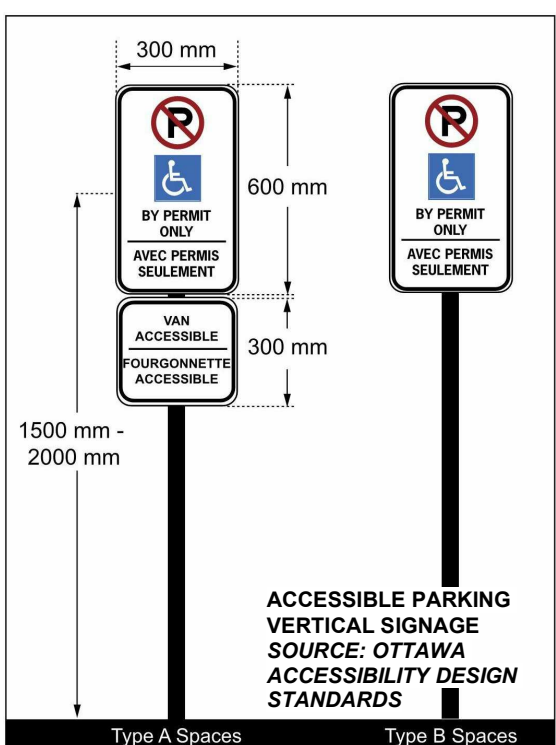 300 mm
P
BY PERMIT
ONLY
AVEC PERMIS
SEULEMENT
600 mm
VAN
ACCESSIBLE
FOURGONNETTE
ACCESSIBLE
300 mm
1500 mm -
2000 mm
Type A Spaces
P
BY PERMIT
ONLY
AVEC PERMIS
SEULEMENT
ACCESSIBLE PARKING
VERTICAL SIGNAGE
SOURCE: OTTAWA
ACCESSIBILITY DESIGN
STANDARDS
Type B Spaces